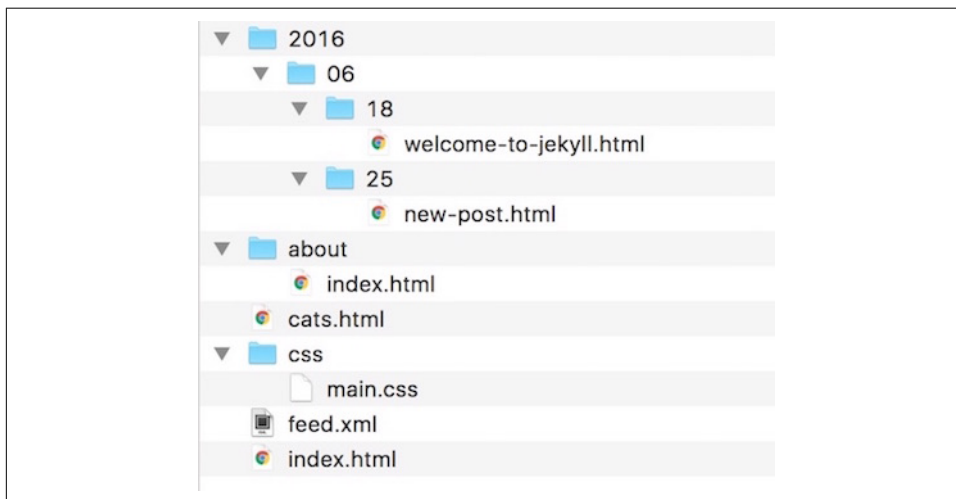 2016
06
18
welcome-to-jekyll.html
25
new-post.html
about
index.html
cats.html
css
main.css
feed.xml
index.html